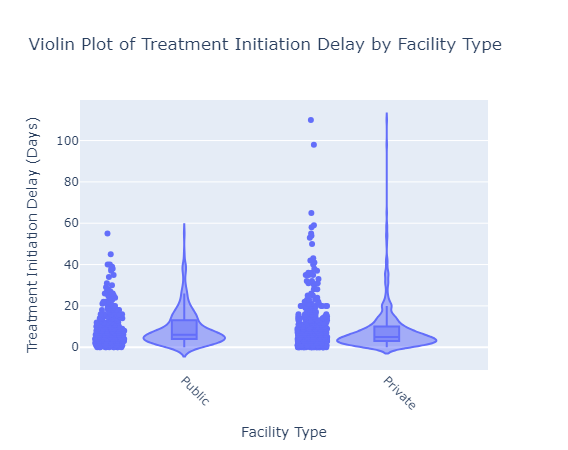 Violin Plot of Treatment Initiation Delay by Facility Type
Treatment Initiation Delay (Days)
100
80
60
40
20
0
Public
Private
Facility Type